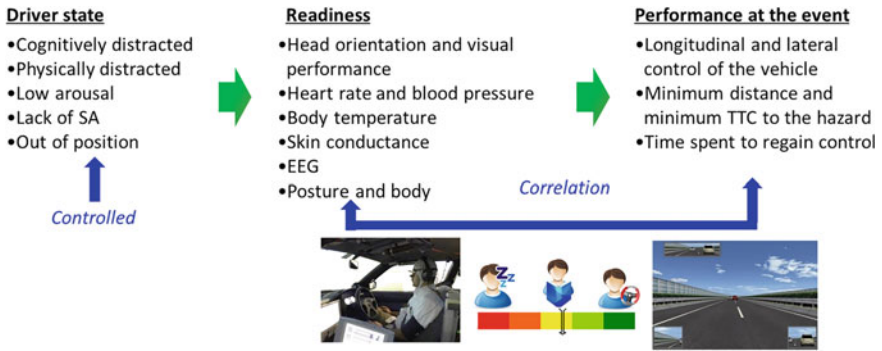 Driver state
•Cognitively distracted
•Physically distracted
•Low arousal
•Lack of SA
•Out of position
Controlled
Readiness
•Head orientation and visual
performance
•Heart rate and blood pressure
•Body temperature
•Skin conductance
•EEG
•Posture and body
Correlation
Performance at the event
•Longitudinal and lateral
control of the vehicle
•Minimum distance and
minimum TTC to the hazard
•Time spent to regain control
zzz